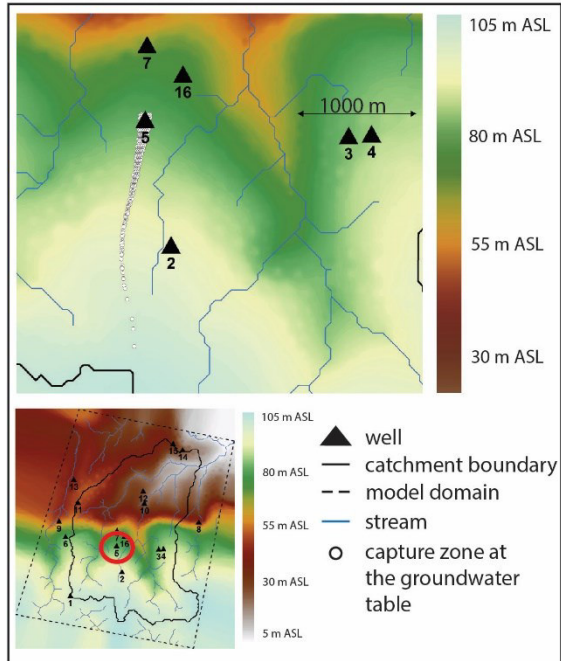 105 m ASL
7
16
1000 m
5
3 4
80 m ASL
2
55 m ASL
30 m ASL
105 m ASL
15
14
80 m ASL
13
12
11
10
9
8
55 m ASL
6
7
16
5
34
2
30 m ASL
1
5 m ASL
well
catchment boundary
model domain
stream
capture zone at
the groundwater
table